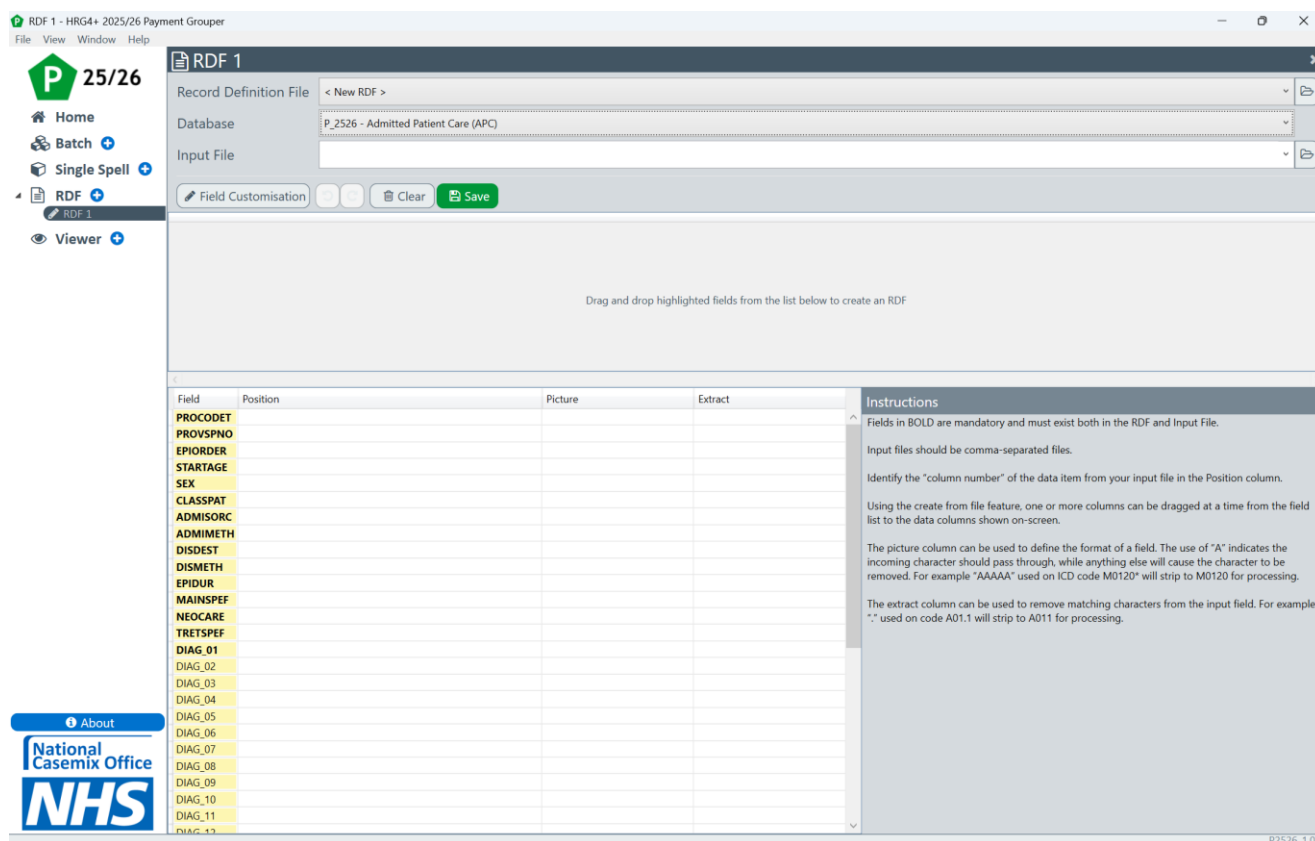 RDF 1 - HRG4+ 2025/26 Payment Grouper
File View Window Help
P 25/26
Home
Batch
Single Spell
RDF
RDF 1
Viewer
RDF 1
Record Definition File < New RDF >
Database P_2526 - Admitted Patient Care (APC)
Input File
Field Customisation Clear Save
Drag and drop highlighted fields from the list below to create an RDF
Field Position Picture Extract
PROCODET
PROVSPNO
EPIORDER
STARTAGE
SEX
CLASSPAT
ADMISORC
ADMIMETH
DISDEST
DISMETH
EPIDUR
MAINSPEF
NEOCARE
TRETSPEF
DIAG_01
DIAG_02
DIAG_03
DIAG_04
DIAG_05
DIAG_06
DIAG_07
DIAG_08
DIAG_09
DIAG_10
DIAG_11
DIAG_12
Instructions
Fields in BOLD are mandatory and must exist both in the RDF and Input File.
Input files should be comma-separated files.
Identify the "column number" of the data item from your input file in the Position column.
Using the create from file feature, one or more columns can be dragged at a time from the field
list to the data columns shown on-screen.
The picture column can be used to define the format of a field. The use of "A" indicates the
incoming character should pass through, while anything else will cause the character to be
removed. For example "AAAAA" used on ICD code M0120* will strip to M0120 for processing.
The extract column can be used to remove matching characters from the input field. For example
"." used on code A01.1 will strip to A011 for processing.
About
National
Casemix Office
NHS
P2526_1.0